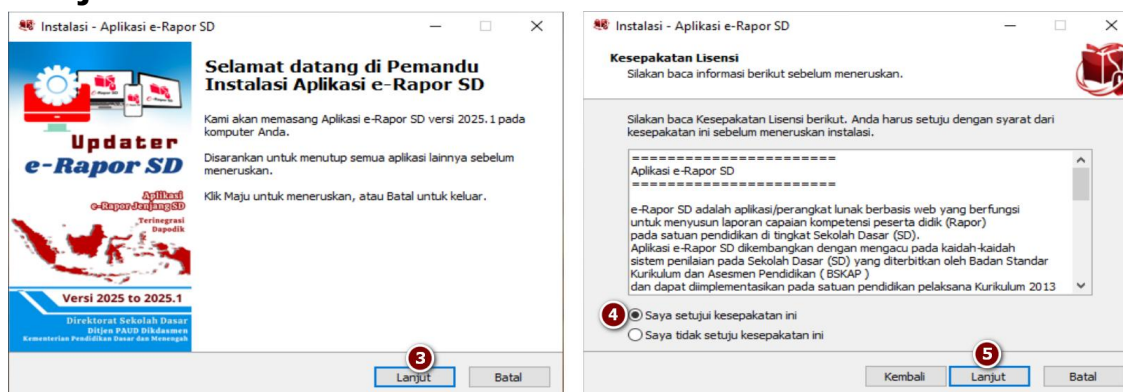 Instalasi - Aplikasi e-Rapor SD
Updater
e-Rapor SD
Aplikasi
e-Rapor Jenjang SD
Terinegrasi
Dapodik
Versi 2025 to 2025.1
Direktorat Sekolah Dasar
Ditjen PAUD Dikdasmen
Kementerian Pendidikan Dasar dan Menengah
Selamat datang di Pemandu
Instalasi Aplikasi e-Rapor SD
Kami akan memasang Aplikasi e-Rapor SD versi 2025.1 pada
komputer Anda.
Disarankan untuk menutup semua aplikasi lainnya sebelum
meneruskan.
Klik Maju untuk meneruskan, atau Batal untuk keluar.
3
Lanjut
Batal
Instalasi - Aplikasi e-Rapor SD
Kesepakatan Lisensi
Silakan baca informasi berikut sebelum meneruskan.
Silakan baca Kesepakatan Lisensi berikut. Anda harus setuju dengan syarat dari
kesepakatan ini sebelum meneruskan instalasi.
=======================
Aplikasi e-Rapor SD
=======================
e-Rapor SD adalah aplikasi/perangkat lunak berbasis web yang berfungsi
untuk menyusun laporan capaian kompetensi peserta didik (Rapor)
pada satuan pendidikan di tingkat Sekolah Dasar (SD).
Aplikasi e-Rapor SD dikembangkan dengan mengacu pada kaidah-kaidah
sistem penilaian pada Sekolah Dasar (SD) yang diterbitkan oleh Badan Standar
Kurikulum dan Asesmen Pendidikan ( BSKAP )
dan dapat diimplementasikan pada satuan pendidikan pelaksana Kurikulum 2013
4 Saya setujui kesepakatan ini
Saya tidak setuju kesepakatan ini
5
Kembali
Lanjut
Batal